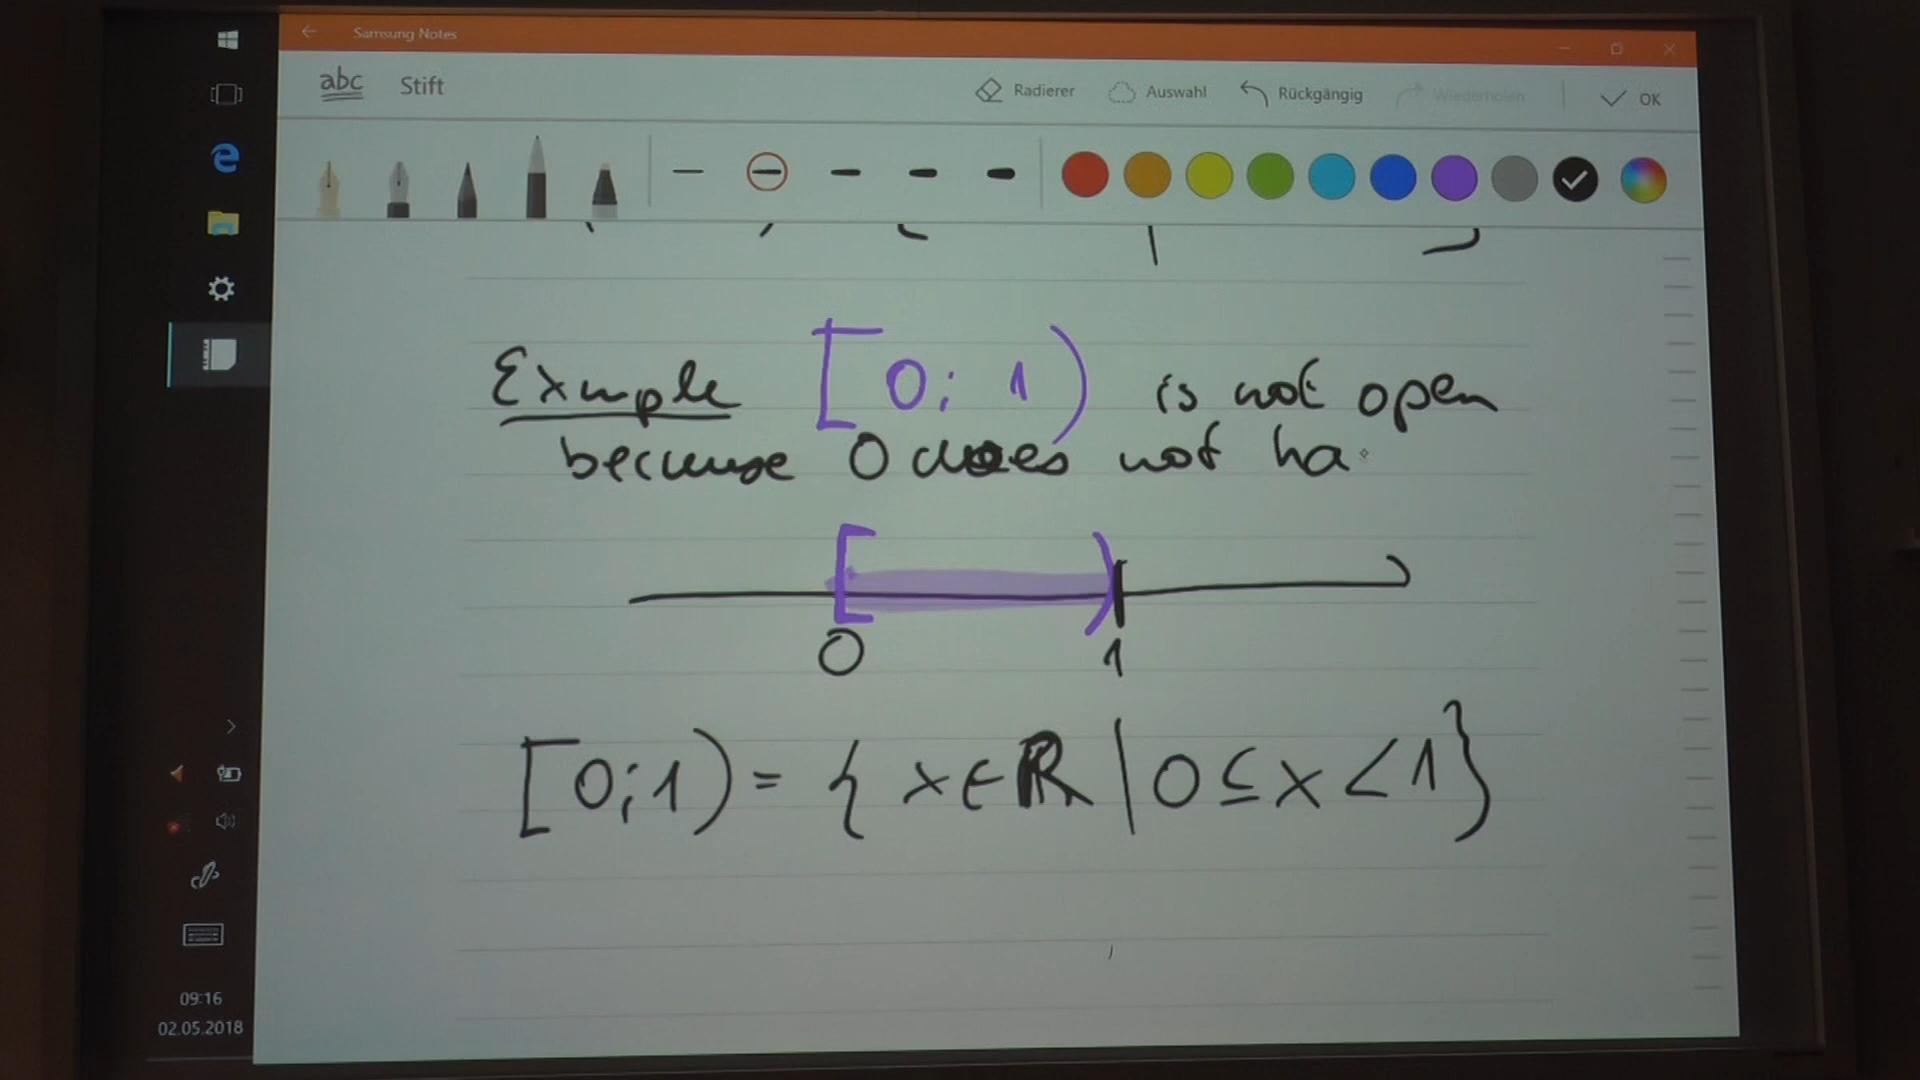 Samsung Notes
abc Stift Radierer Auswahl Rückgängig Wiederholen OK
Example [0; 1) is not open
because 0 does not ha
0 1
[0;1) = { x ∈ ℝ | 0 ≤ x < 1}
09:16
02.05.2018